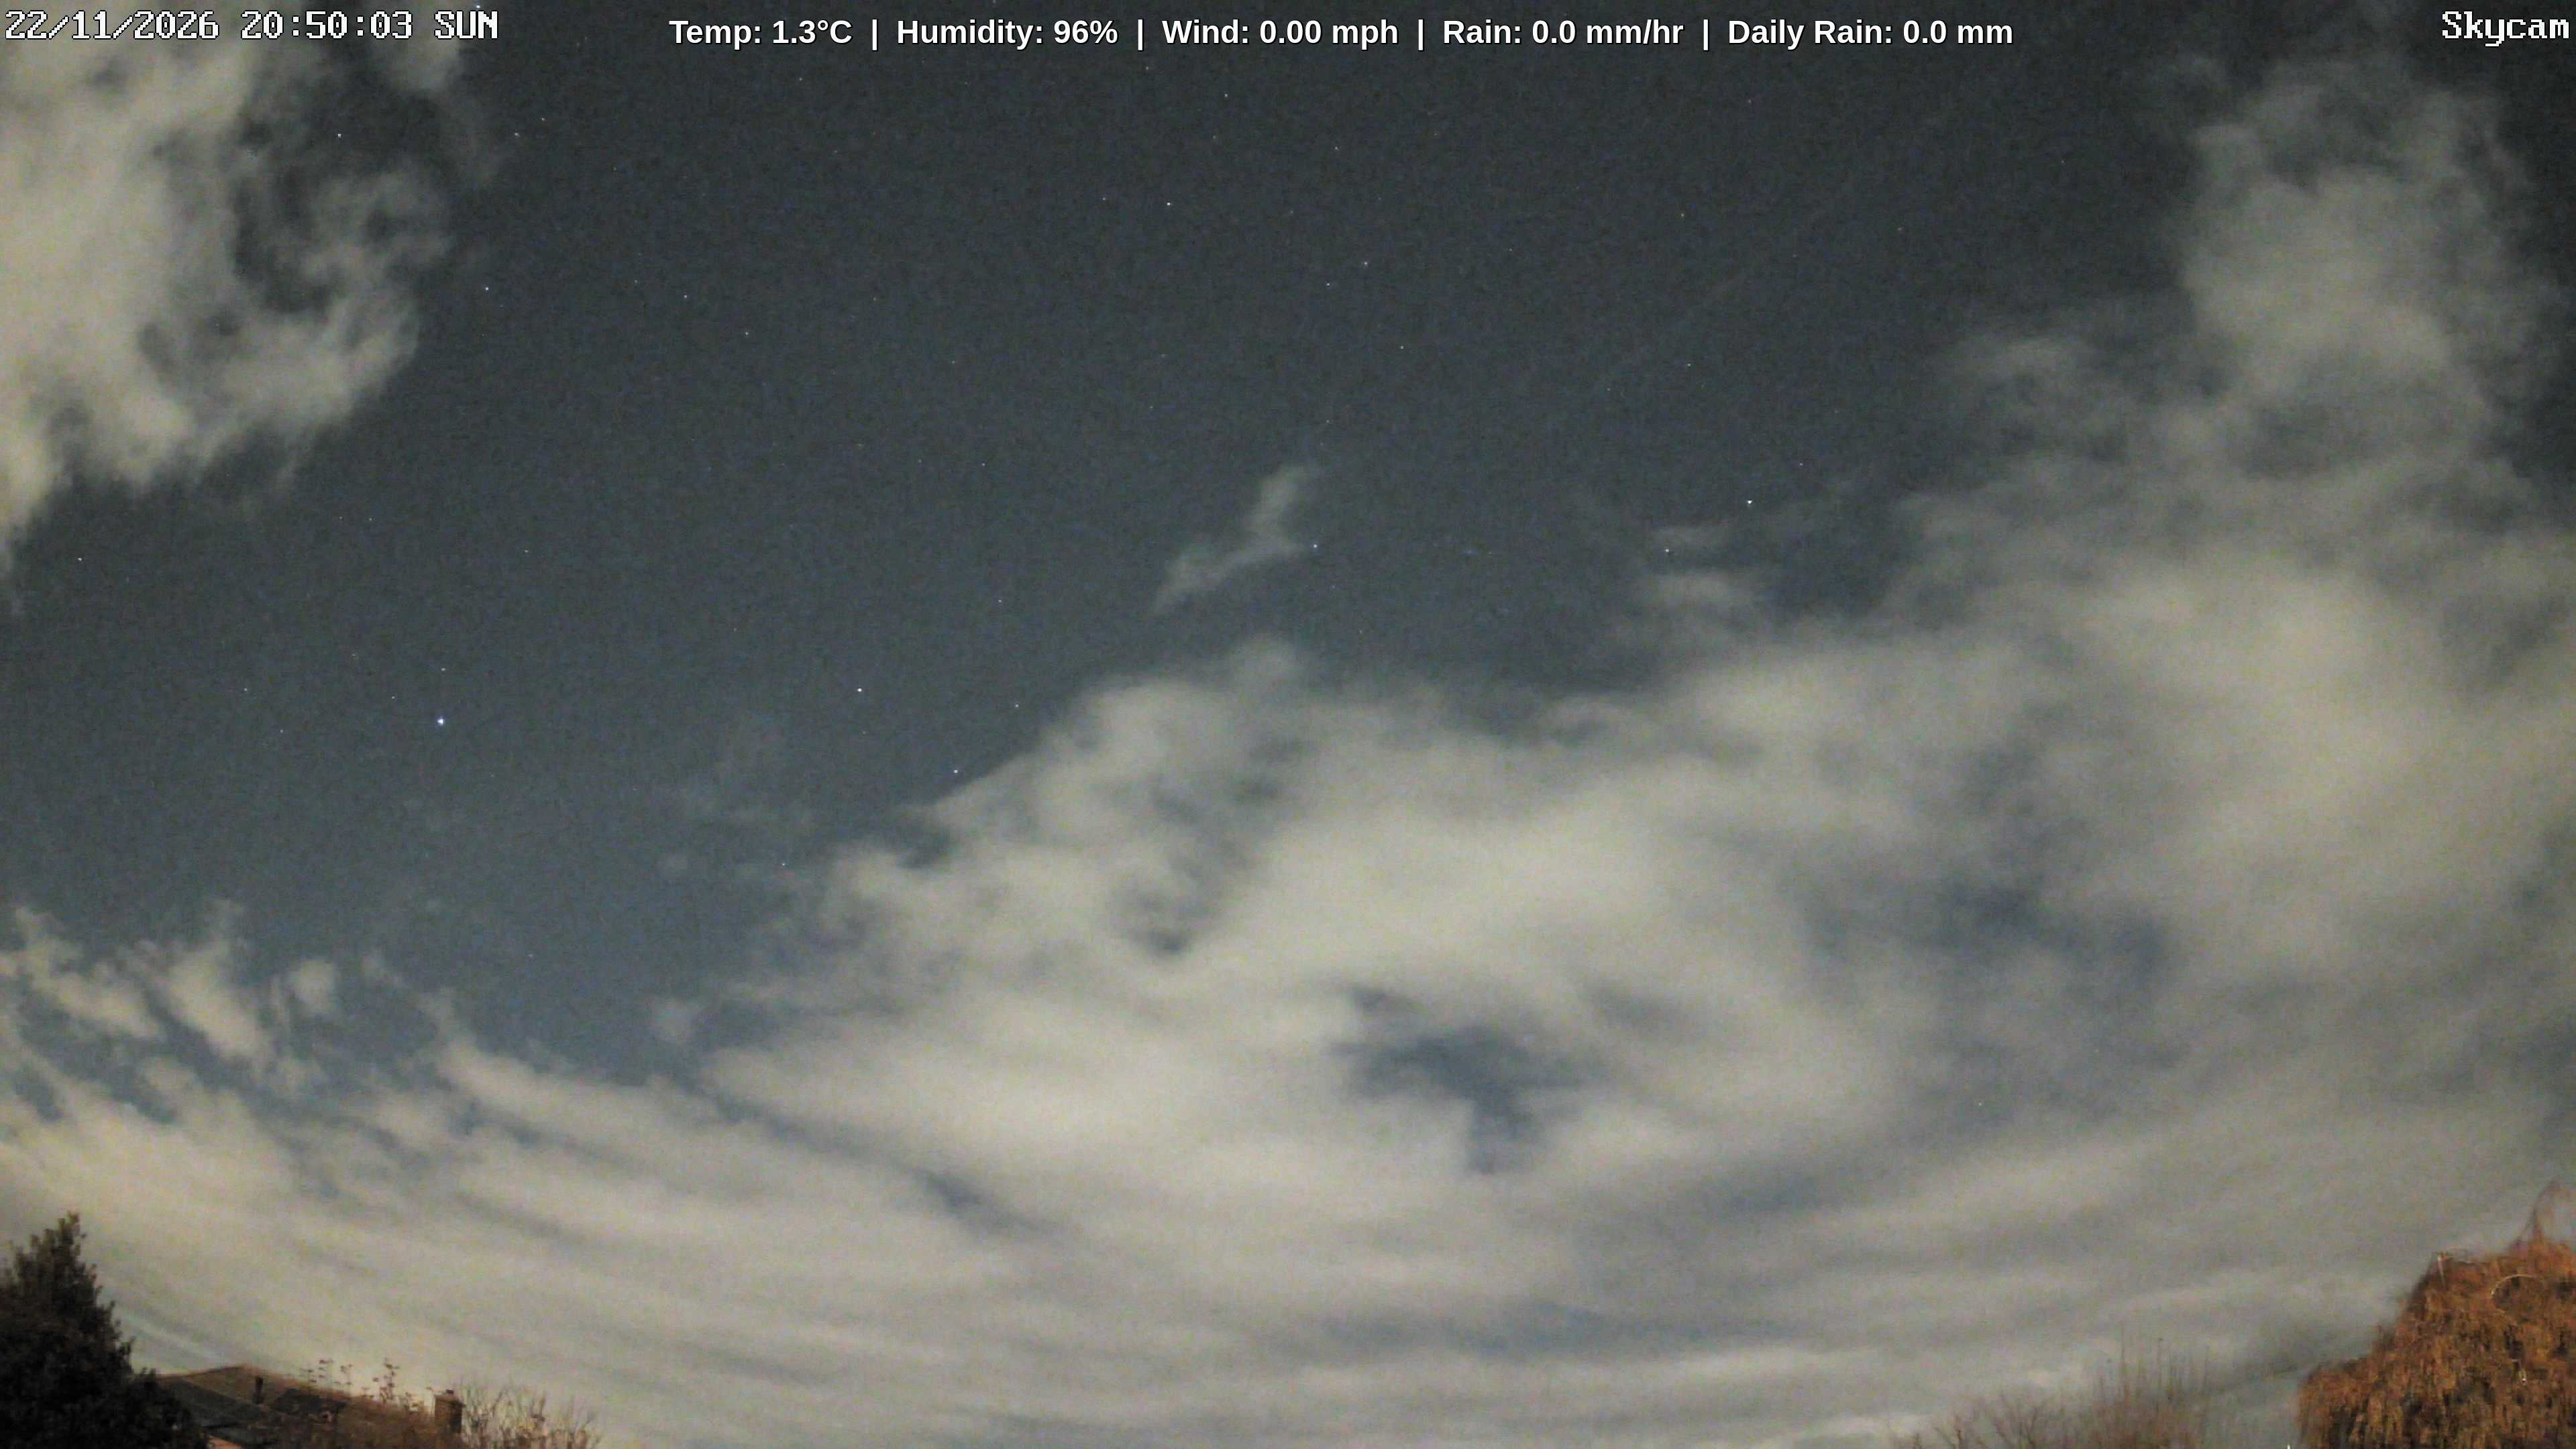 22/11/2026 20:50:03 SUN
Temp: 1.3°C | Humidity: 96% | Wind: 0.00 mph | Rain: 0.0 mm/hr | Daily Rain: 0.0 mm
Skycam